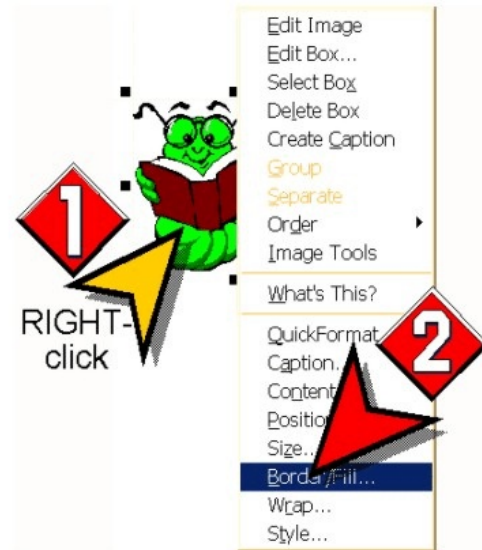 Edit Image
Edit Box...
Select Box
Delete Box
Create Caption
Group
Separate
Order
Image Tools
What's This?
1
RIGHT-
click
QuickFormat
2
Caption.
Content
Position
Size..
Border/Fill...
Wrap...
Style...